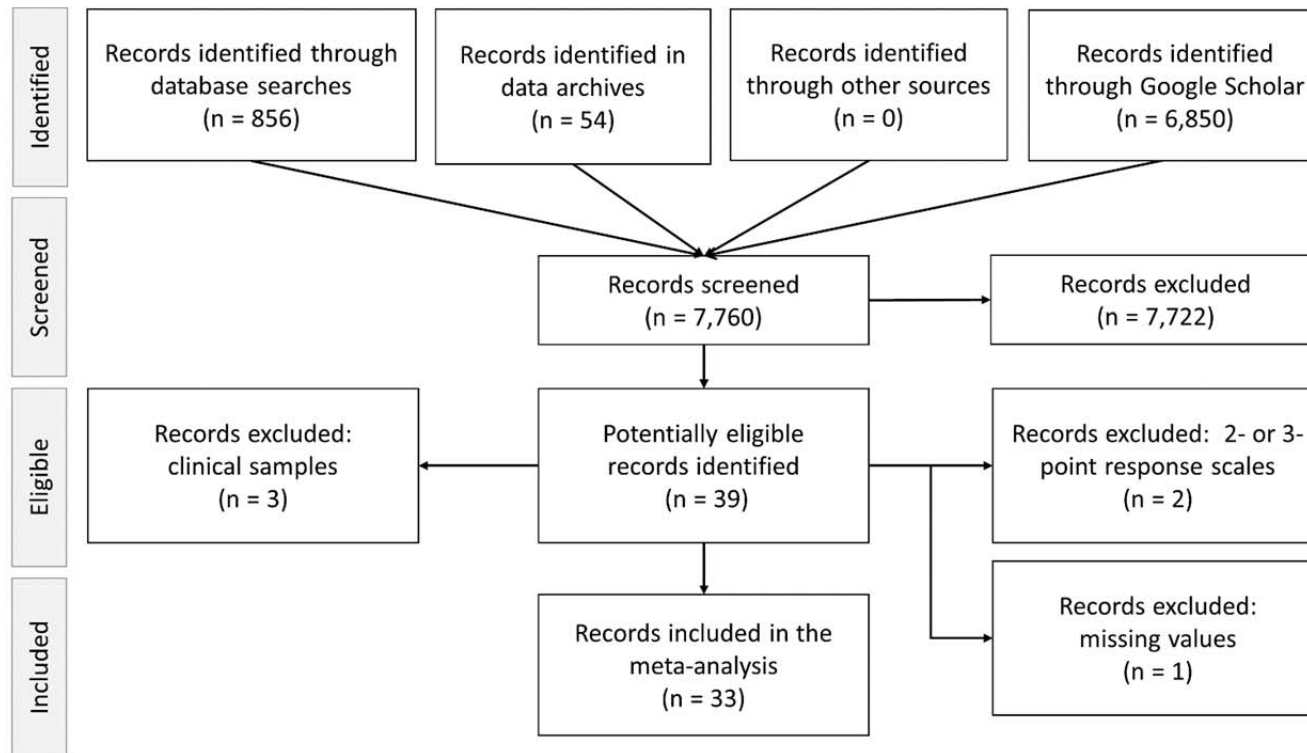 Identified
Records identified through
database searches
(n = 856)
Records identified in
data archives
(n = 54)
Records identified
through other sources
(n = 0)
Records identified
through Google Scholar
(n = 6,850)
Screened
Records screened
(n = 7,760)
Records excluded
(n = 7,722)
Eligible
Records excluded:
clinical samples
(n = 3)
Potentially eligible
records identified
(n = 39)
Records excluded: 2- or 3-
point response scales
(n = 2)
Included
Records included in the
meta-analysis
(n = 33)
Records excluded:
missing values
(n = 1)